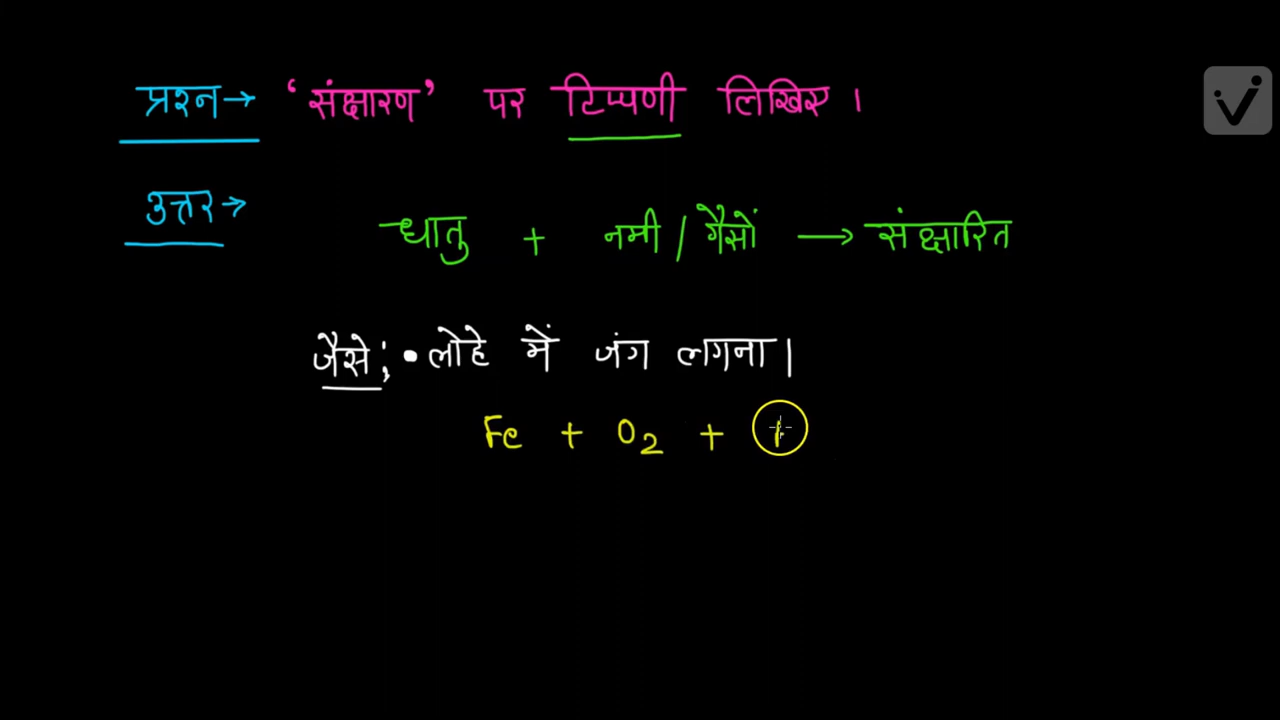 प्रश्न→ 'संक्षारण' पर टिप्पणी लिखिए ।
उत्तर→
धातु + नमी / गैसों ⟶ संक्षारित
जैसे; • लोहे में जंग लगना।
Fe + O₂ +